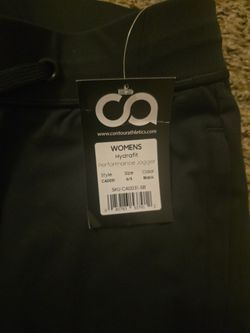 ca
www.contourathletics.com
WOMENS
Hydrafit
Performance Jogger
Style Size Color
Black